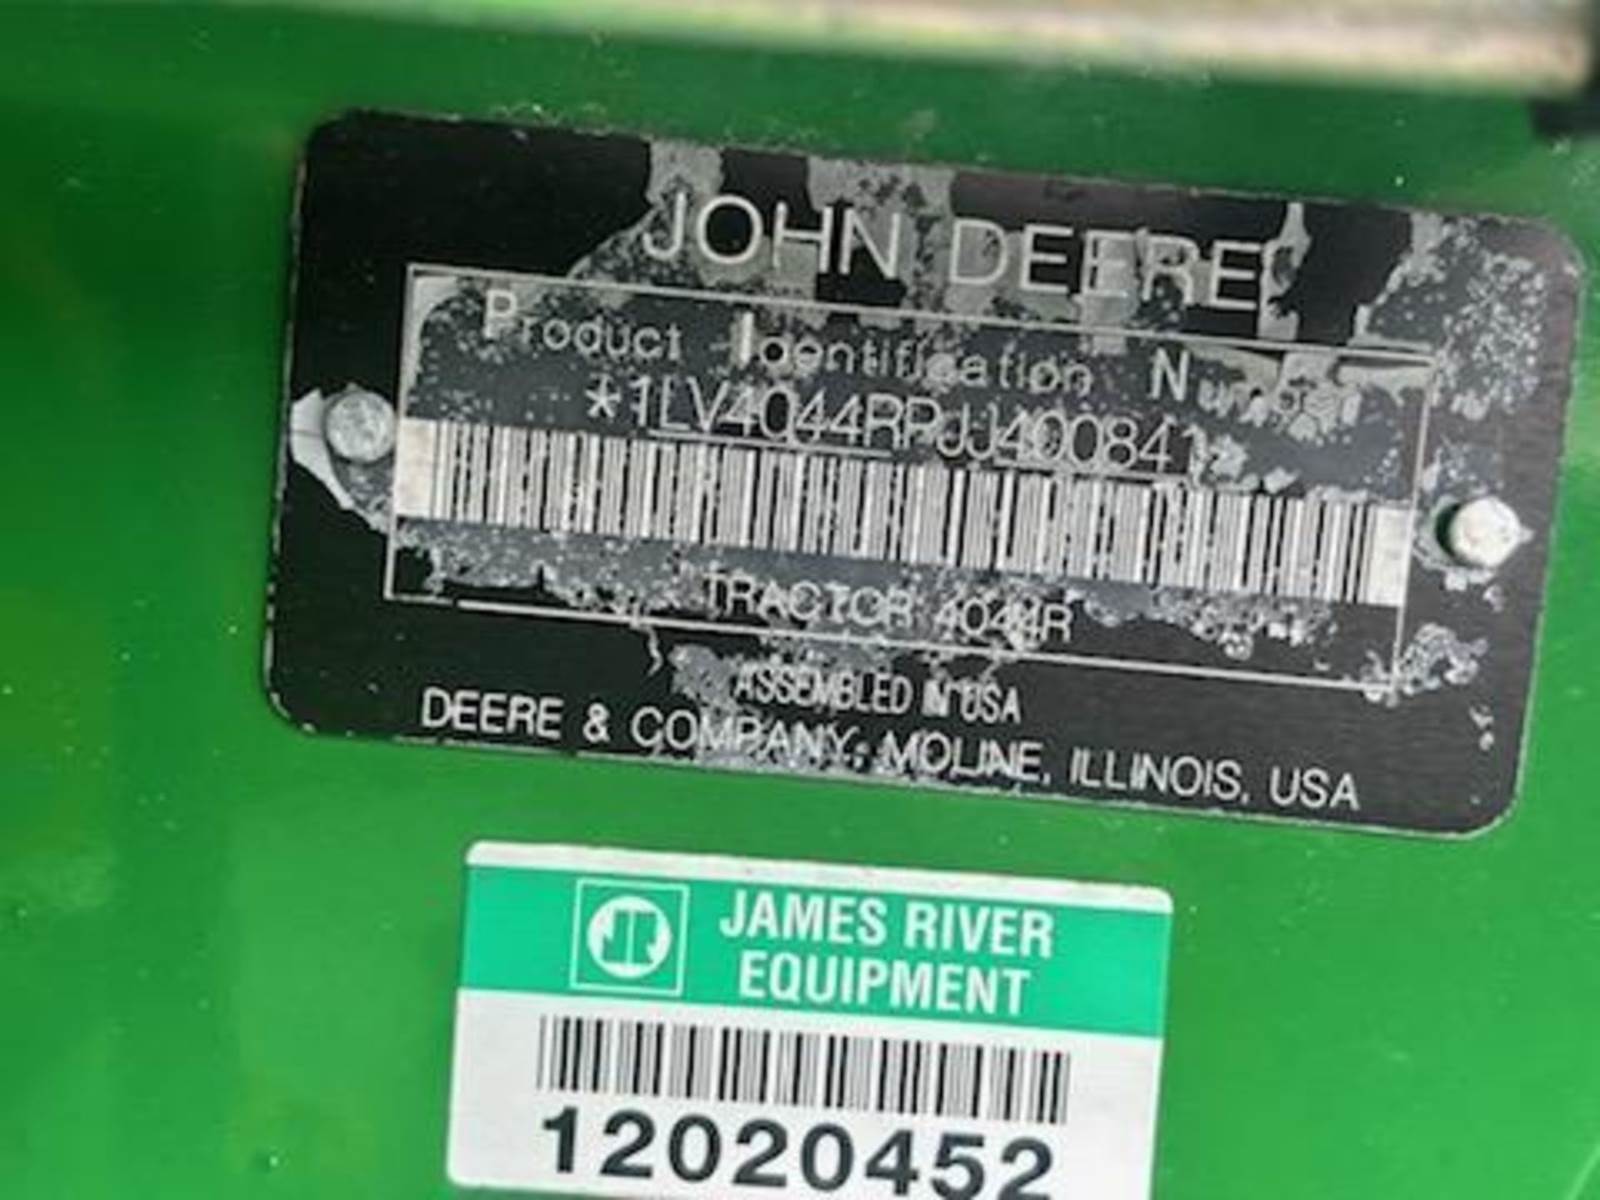 JOHN DEERE
Product Identification Number
*1LV4044RPJJ400841*
TRACTOR 4044R
ASSEMBLED IN USA
DEERE & COMPANY, MOLINE, ILLINOIS, USA
JAMES RIVER
EQUIPMENT
12020452